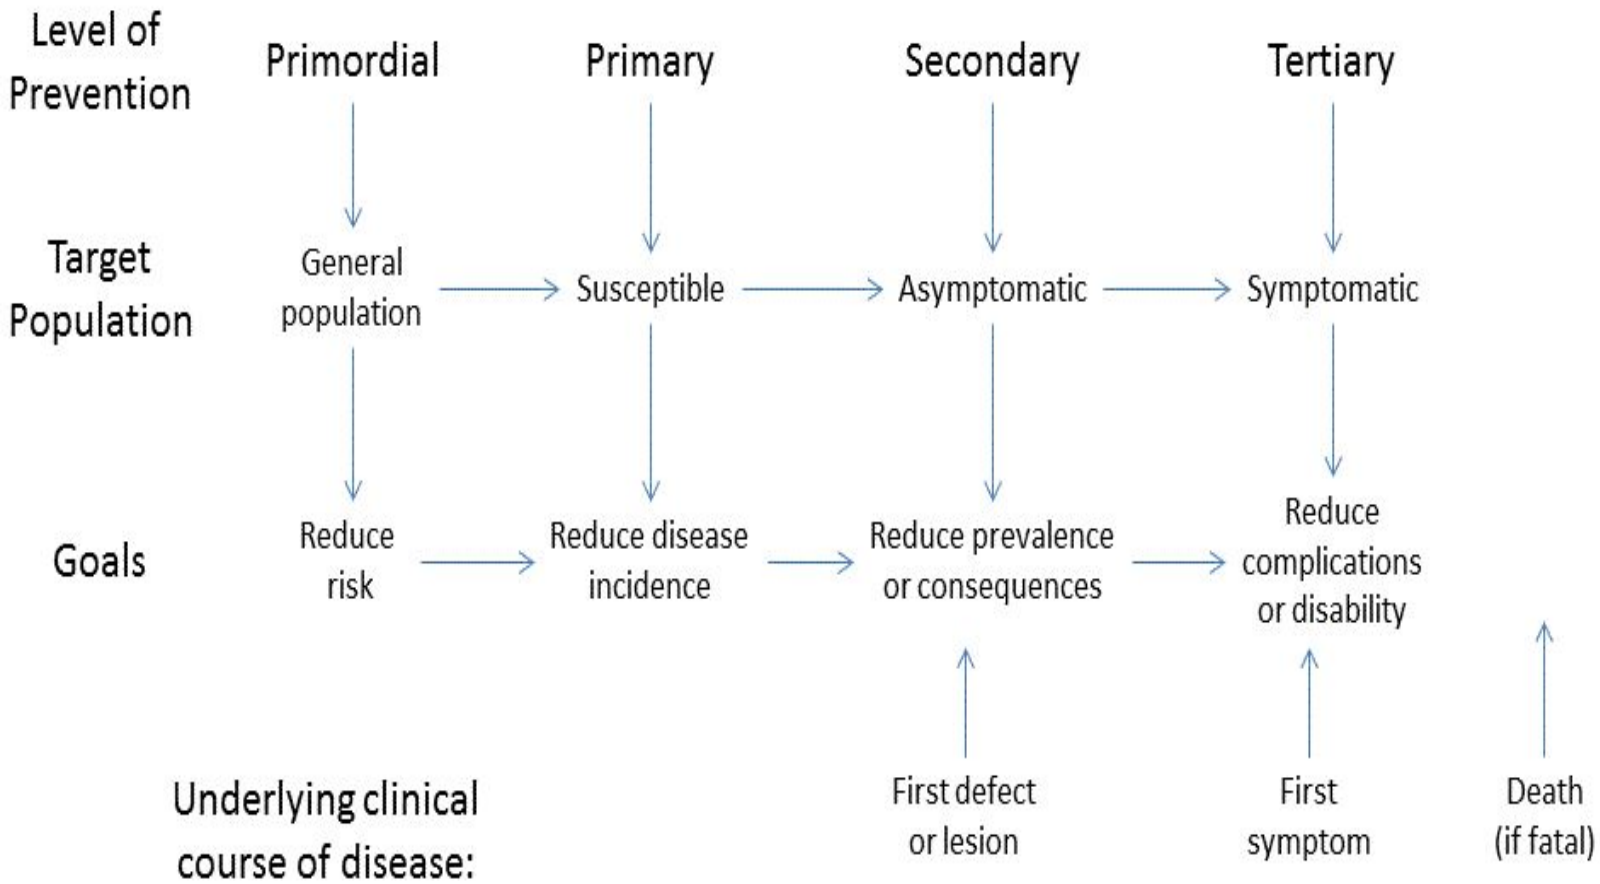 Level of
Prevention
Primordial
Primary
Secondary
Tertiary
Target
Population
General
population
Susceptible
Asymptomatic
Symptomatic
Goals
Reduce
risk
Reduce disease
incidence
Reduce prevalence
or consequences
Reduce
complications
or disability
Underlying clinical
course of disease:
First defect
or lesion
First
symptom
Death
(if fatal)